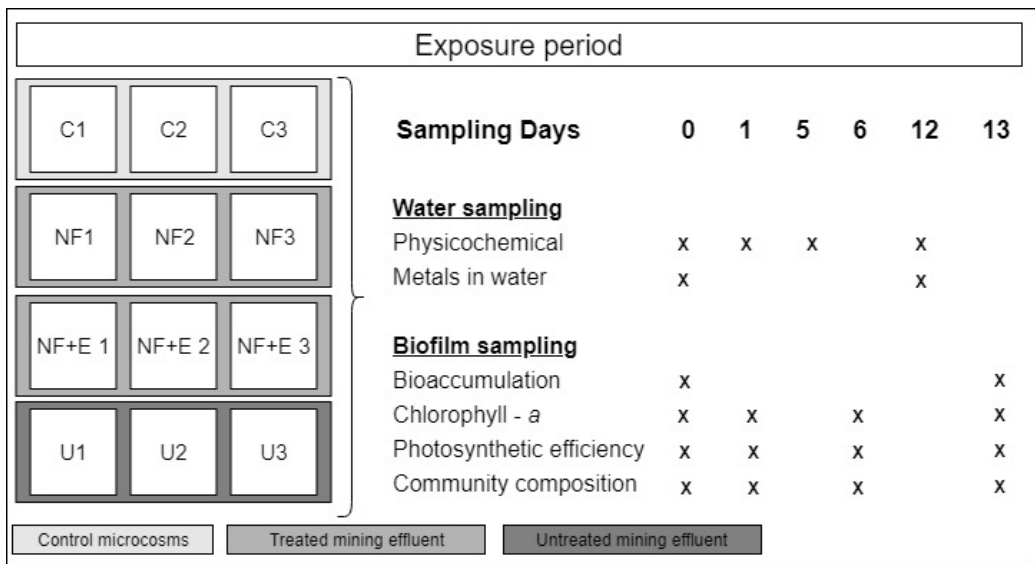 Exposure period
C1 C2 C3
NF1 NF2 NF3
NF+E 1 NF+E 2 NF+E 3
U1 U2 U3
Sampling Days 0 1 5 6 12 13
Water sampling
Physicochemical x x x x
Metals in water x x
Biofilm sampling
Bioaccumulation x x
Chlorophyll - a x x x x
Photosynthetic efficiency x x x x
Community composition x x x x
Control microcosms Treated mining effluent Untreated mining effluent